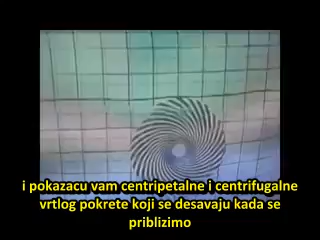 i pokazacu vam centripetalne i centrifugalne
vrtlog pokrete koji se desavaju kada se
priblizimo